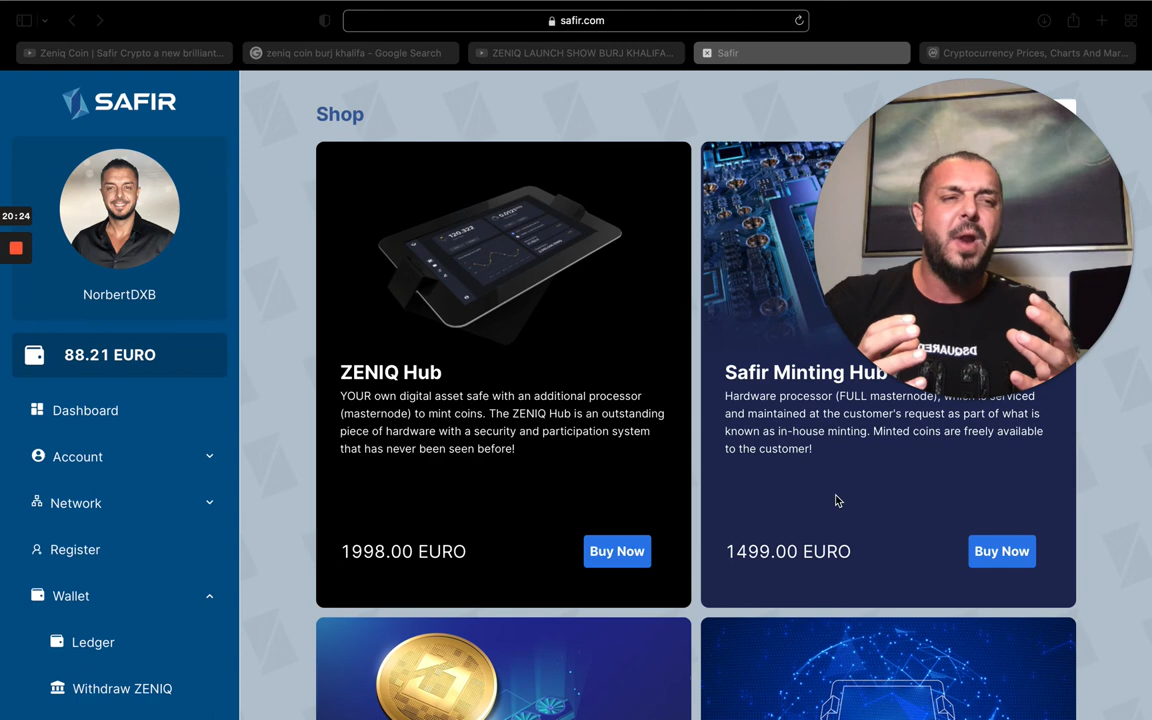 safir.com
Zeniq Coin | Safir Crypto a new brilliant...
zeniq coin burj khalifa - Google Search
ZENIQ LAUNCH SHOW BURJ KHALIFA...
Safir
Cryptocurrency Prices, Charts And Mar...
SAFIR
20:24
NorbertDXB
88.21 EURO
Dashboard
Account
Network
Register
Wallet
Ledger
Withdraw ZENIQ
Shop
120,322
ZENIQ Hub
YOUR own digital asset safe with an additional processor
(masternode) to mint coins. The ZENIQ Hub is an outstanding
piece of hardware with a security and participation system
that has never been seen before!
1998.00 EURO
Buy Now
DSQUARED
Safir Minting Hub
Hardware processor (FULL masternode), which is serviced
and maintained at the customer's request as part of what is
known as in-house minting. Minted coins are freely available
to the customer!
1499.00 EURO
Buy Now